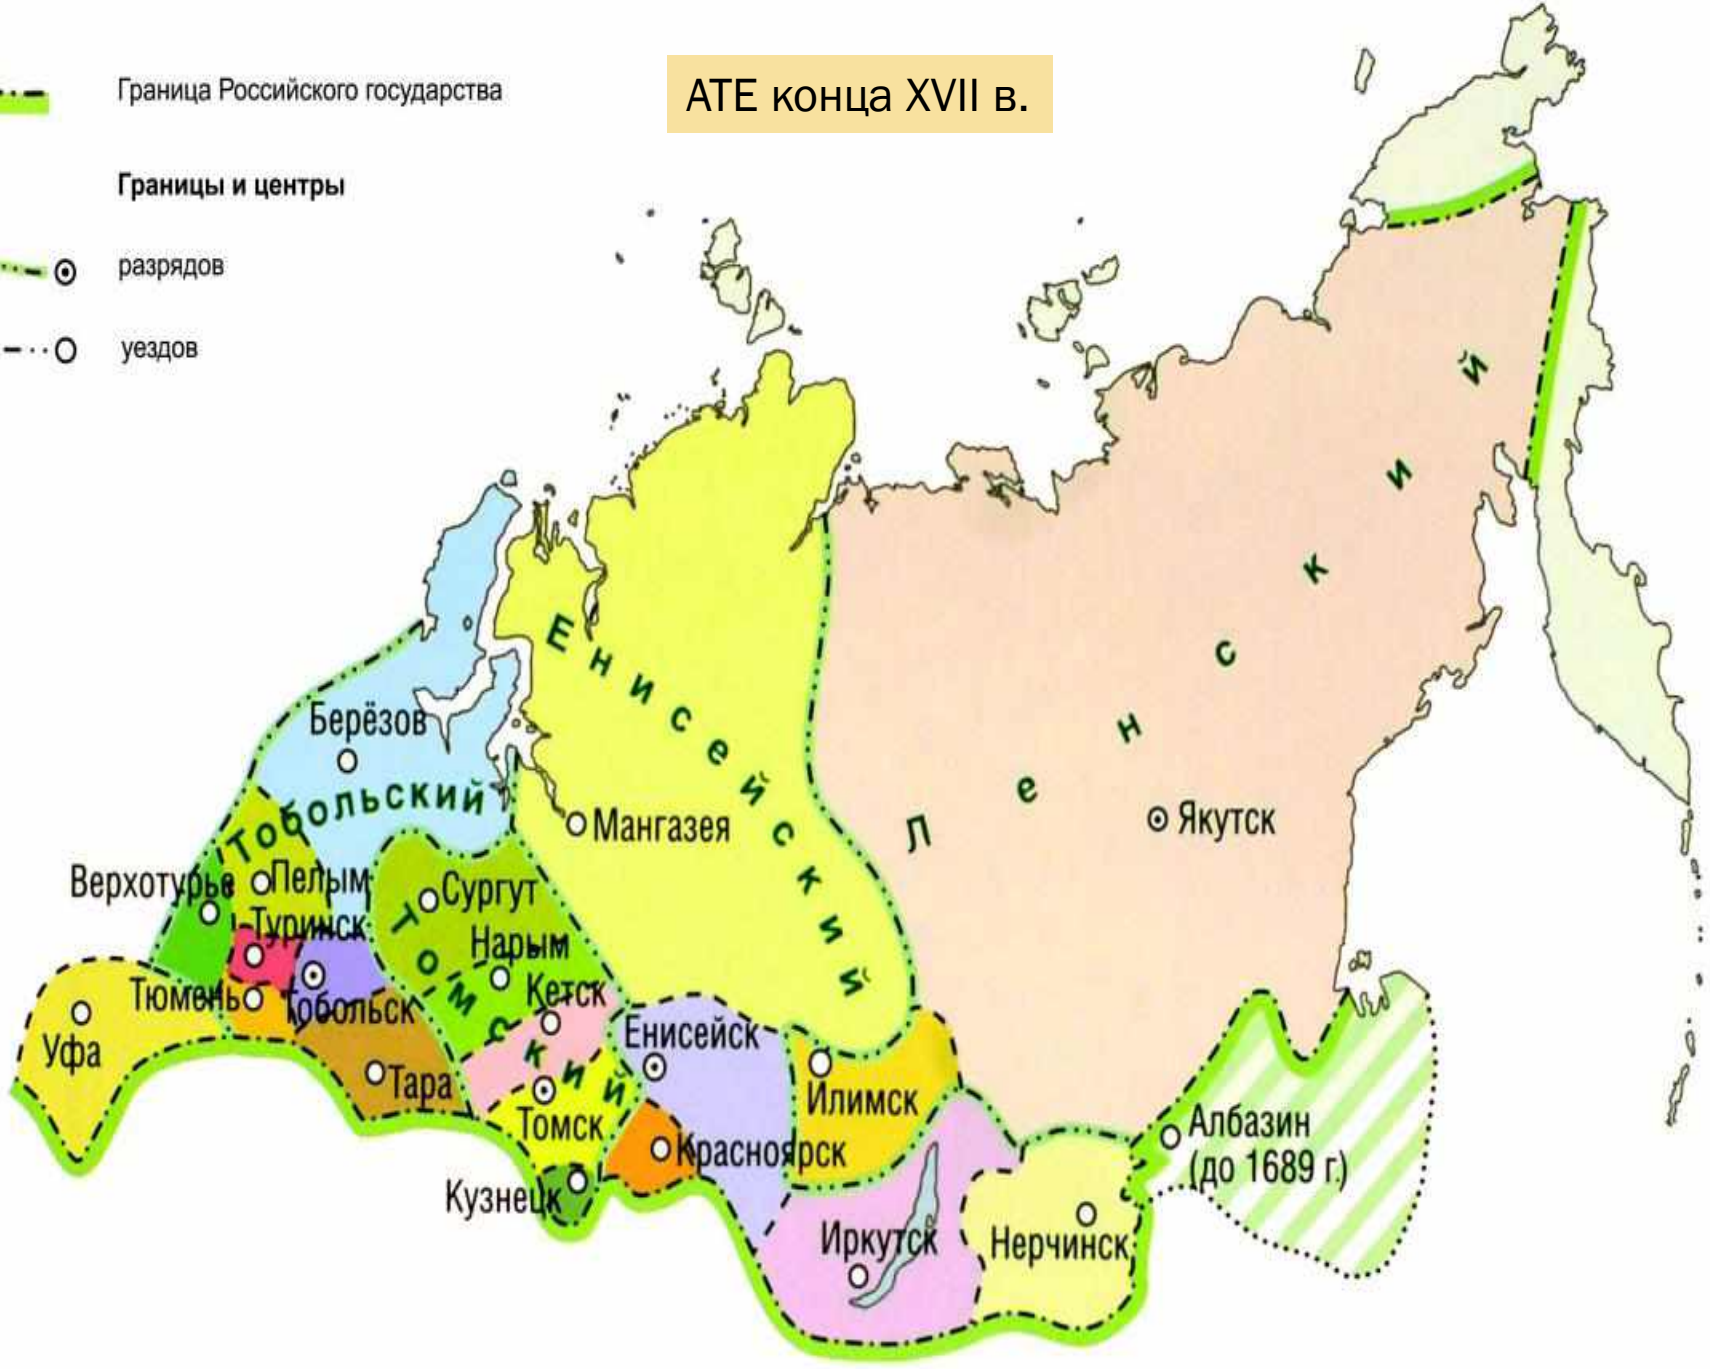 АТЕ конца XVII в.
Граница Российского государства
Границы и центры
разрядов
уездов
Енисейский
Ленский
Берёзов
Тобольский
Мангазея
Якутск
Верхотурье
Пелым
Сургут
Туринск
Томский
Нарым
Кетск
Тюмень
Тобольск
Уфа
Енисейск
Тара
Илимск
Томск
Красноярск
Албазин
(до 1689 г.)
Кузнецк
Иркутск
Нерчинск